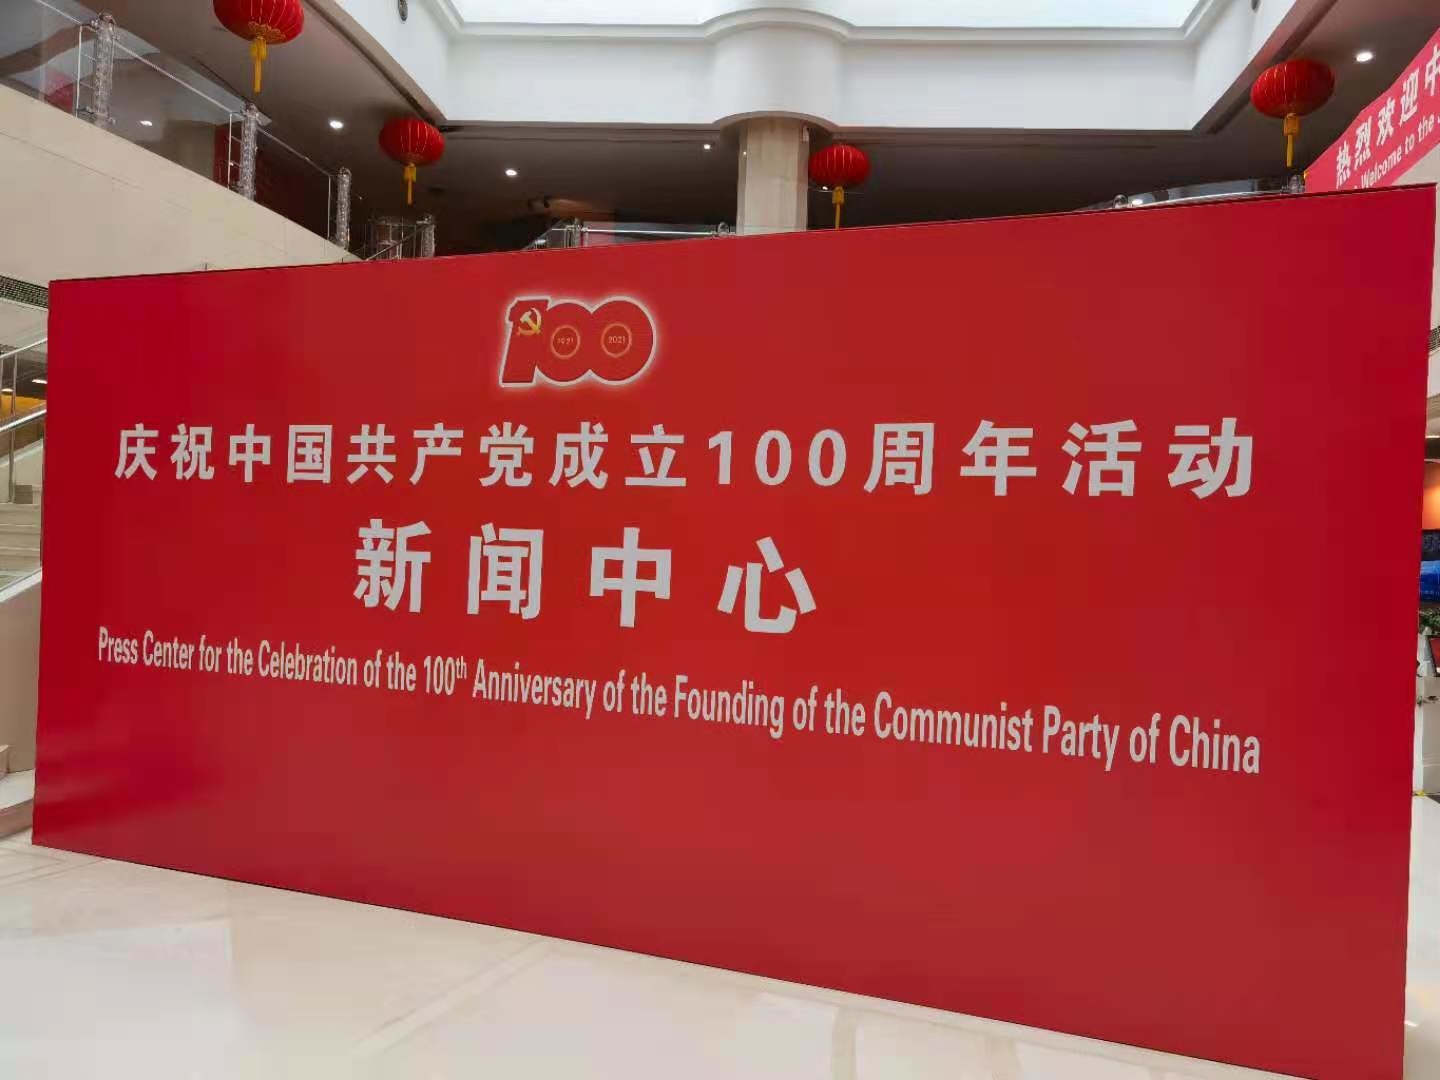 热烈欢迎中
Welcome to the
100
1921 2021
庆祝中国共产党成立100周年活动
新闻中心
Press Center for the Celebration of the 100th Anniversary of the Founding of the Communist Party of China